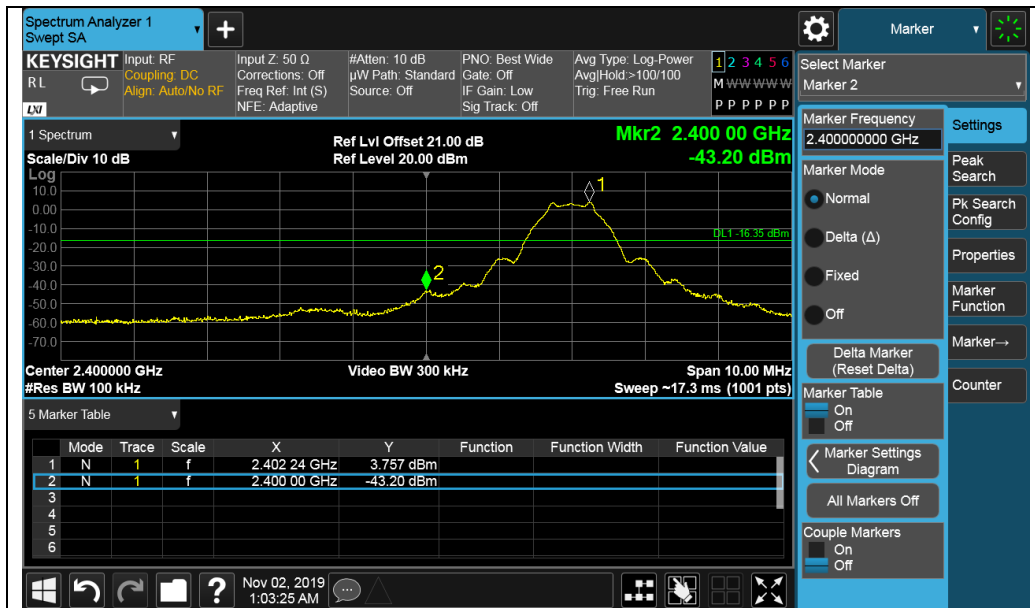 Spectrum Analyzer 1
Swept SA
+
Marker
KEYSIGHT
RL
LXI
Input: RF
Coupling: DC
Align: Auto/No RF
Input Z: 50 Ω
Corrections: Off
Freq Ref: Int (S)
NFE: Adaptive
#Atten: 10 dB
µW Path: Standard
Source: Off
PNO: Best Wide
Gate: Off
IF Gain: Low
Sig Track: Off
Avg Type: Log-Power
Avg|Hold:>100/100
Trig: Free Run
1 2 3 4 5 6
M W W W W W
P P P P P P
Select Marker
Marker 2
1 Spectrum
Scale/Div 10 dB
Ref Lvl Offset 21.00 dB
Ref Level 20.00 dBm
Mkr2 2.400 00 GHz
-43.20 dBm
Log
10.0
0.00
-10.0
-20.0
-30.0
-40.0
-50.0
-60.0
-70.0
1
2
DL1 -16.35 dBm
Center 2.400000 GHz
#Res BW 100 kHz
Video BW 300 kHz
Span 10.00 MHz
Sweep ~17.3 ms (1001 pts)
5 Marker Table
Mode Trace Scale X Y Function Function Width Function Value
1 N 1 f 2.402 24 GHz 3.757 dBm
2 N 1 f 2.400 00 GHz -43.20 dBm
3
4
5
6
Marker Frequency
2.400000000 GHz
Marker Mode
Normal
Delta (Δ)
Fixed
Off
Delta Marker
(Reset Delta)
Marker Table
On
Off
Marker Settings
Diagram
All Markers Off
Couple Markers
On
Off
Settings
Peak
Search
Pk Search
Config
Properties
Marker
Function
Marker→
Counter
?
Nov 02, 2019
1:03:25 AM